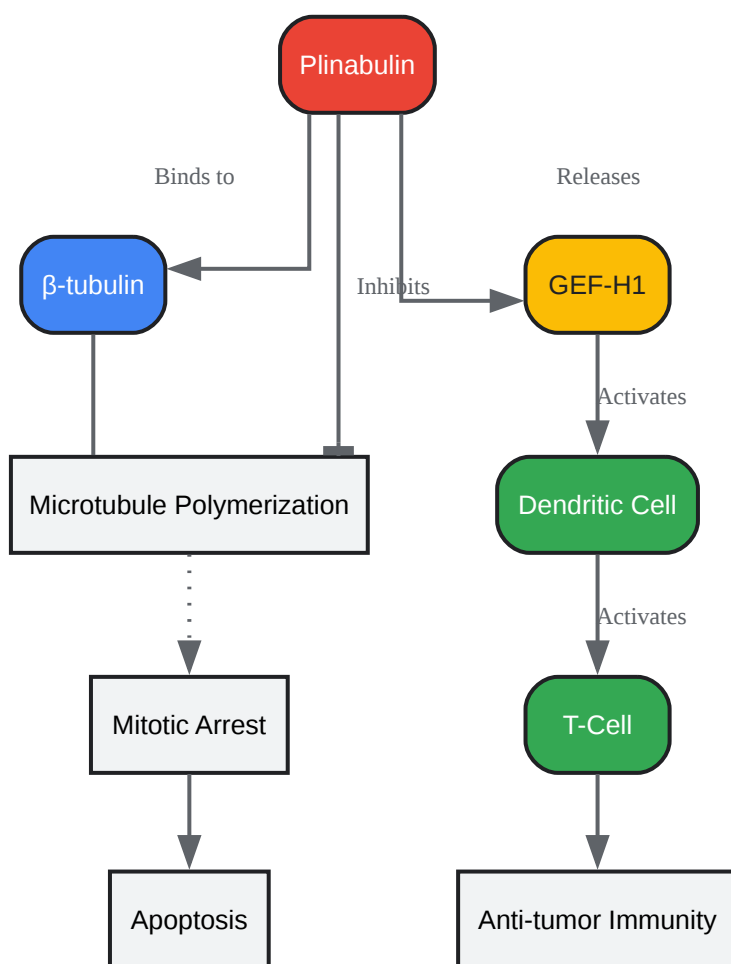 Plinabulin
Binds to
Releases
β-tubulin
Inhibits
GEF-H1
Activates
Microtubule Polymerization
Dendritic Cell
Activates
Mitotic Arrest
T-Cell
Apoptosis
Anti-tumor Immunity